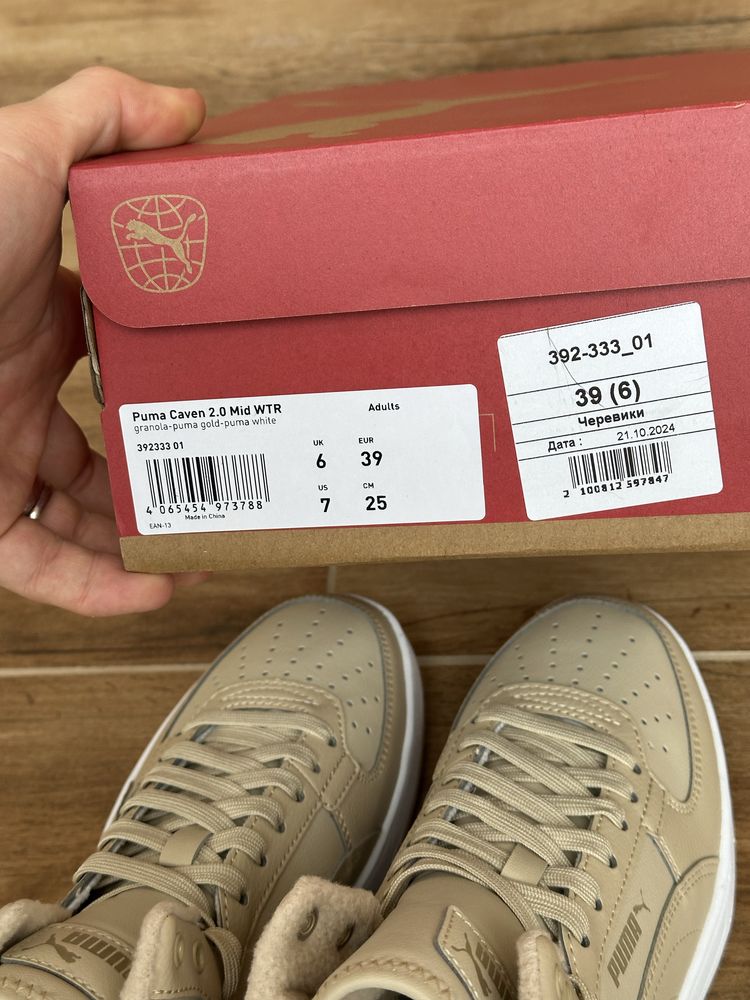 392-333_01
39 (6)
Черевики
Дата : 21.10.2024
2 100812 597847
Puma Caven 2.0 Mid WTR Adults
granola-puma gold-puma white
392333 01
UK EUR
6 39
US CM
7 25
4 065454 973788
Made in China
EAN-13
PUMA
PUMA
PUMA